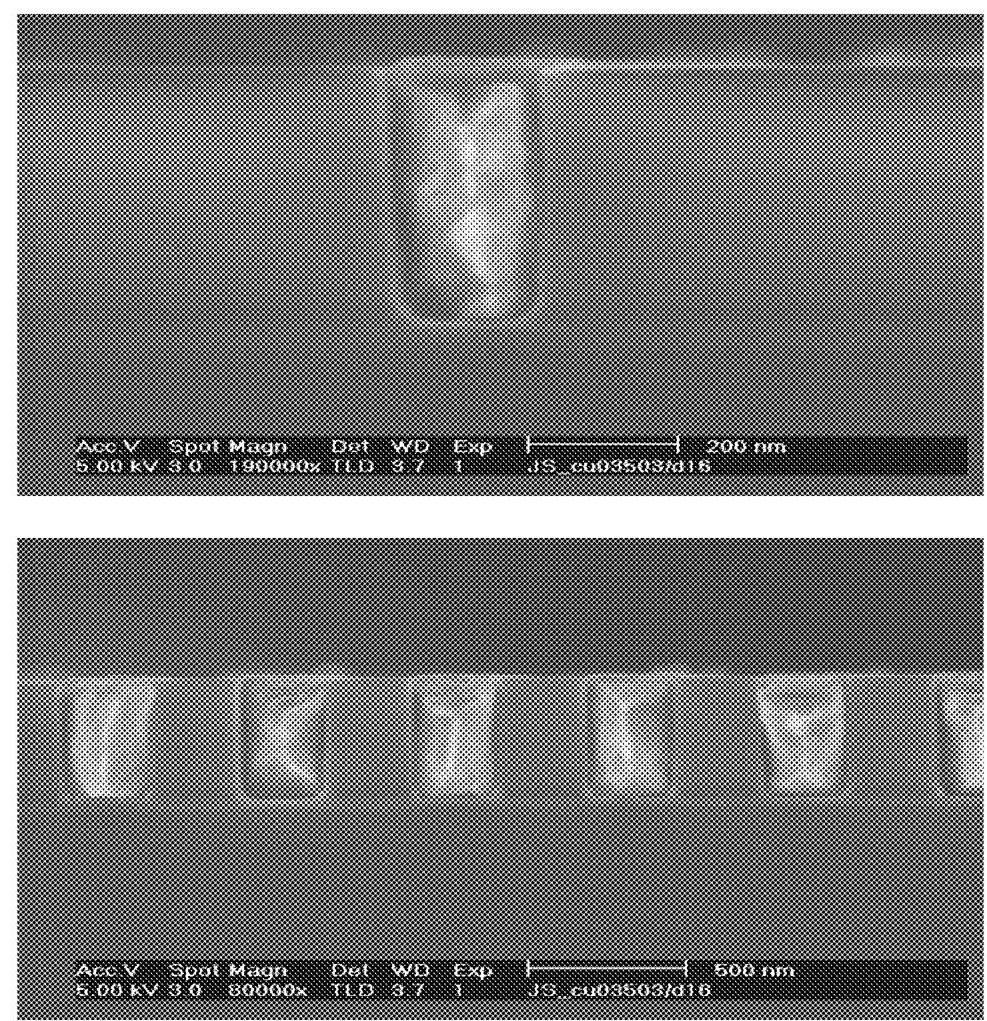 Acc.V Spot Magn Det WD Exp 200 nm
5.00 kV 3.0 190000x TLD 3.7 1 JS_cu03503/d16
Acc.V Spot Magn Det WD Exp 500 nm
5.00 kV 3.0 80000x TLD 3.7 1 JS_cu03503/d16